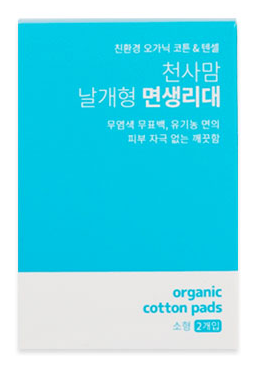 친환경 오가닉 코튼 & 텐셀
천사맘
날개형 면생리대
무염색 무표백, 유기농 면의
피부 자극 없는 깨끗함
organic
cotton pads
소형 2개입